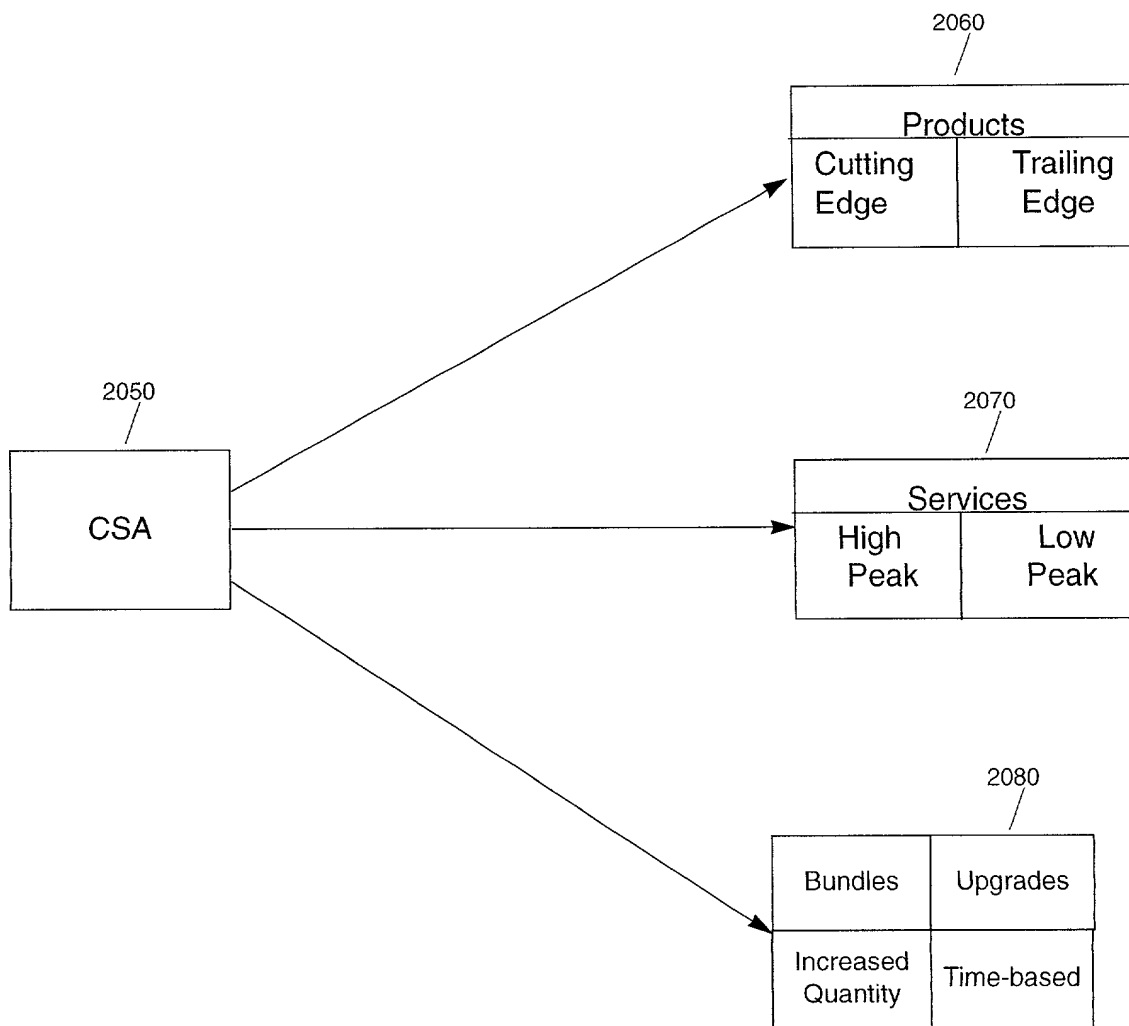 2060
Products
Cutting
Edge
Trailing
Edge
2050
CSA
2070
Services
High
Peak
Low
Peak
2080
Bundles
Upgrades
Increased
Quantity
Time-based